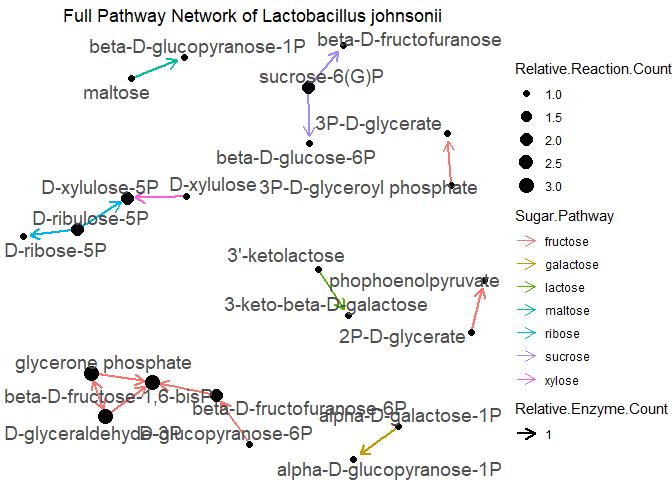 Full Pathway Network of Lactobacillus johnsonii
beta-D-glucopyranose-1P
beta-D-fructofuranose
maltose
sucrose-6(G)P
3P-D-glycerate
beta-D-glucose-6P
D-xylulose-5P
D-xylulose
3P-D-glyceroyl phosphate
D-ribulose-5P
D-ribose-5P
3'-ketolactose
phophoenolpyruvate
3-keto-beta-D-galactose
2P-D-glycerate
glycerone phosphate
beta-D-fructose-1,6-bisP
beta-D-fructofuranose-6P
alpha-D-galactose-1P
D-glyceraldehyde-3P
D-glucopyranose-6P
alpha-D-glucopyranose-1P
Relative.Reaction.Count
1.0
1.5
2.0
2.5
3.0
Sugar.Pathway
fructose
galactose
lactose
maltose
ribose
sucrose
xylose
Relative.Enzyme.Count
1